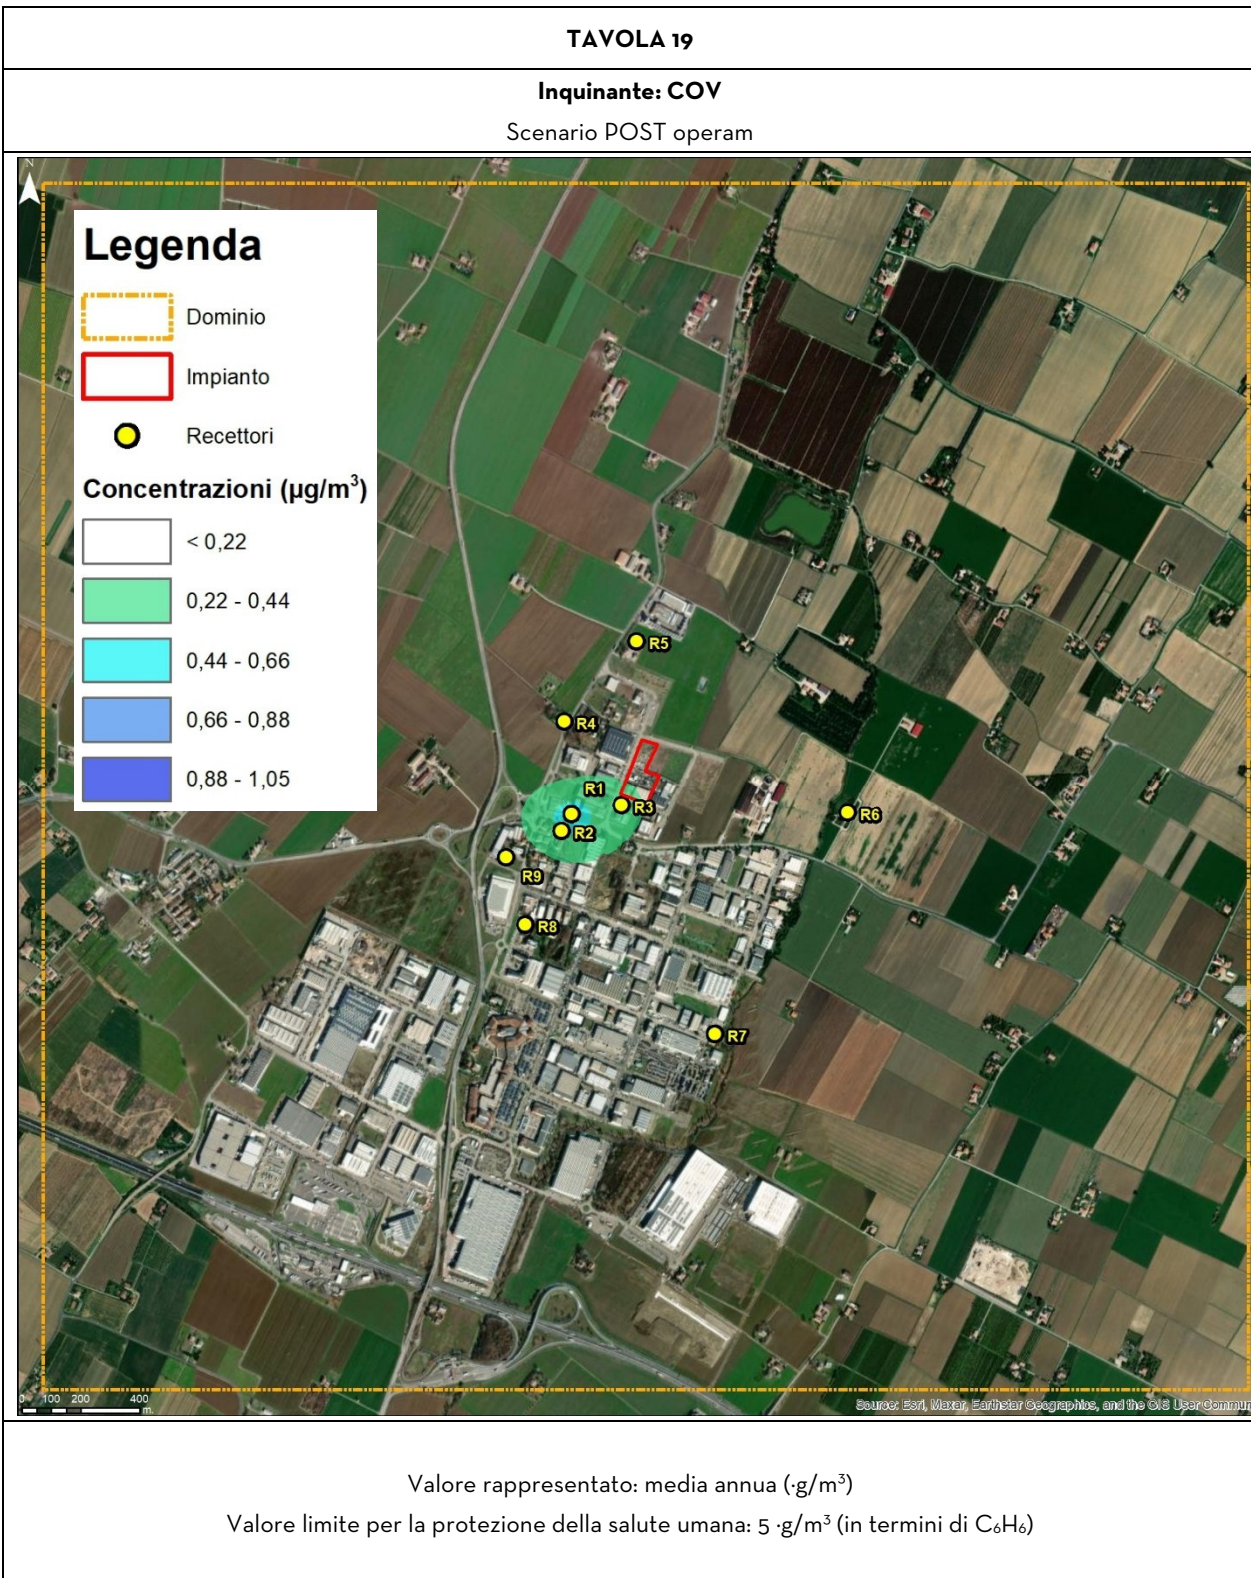 TAVOLA 19
Inquinante: COV
Scenario POST operam
N
Legenda
Dominio
Impianto
Recettori
Concentrazioni (µg/m³)
< 0,22
0,22 - 0,44
0,44 - 0,66
0,66 - 0,88
0,88 - 1,05
R5
R4
R1
R3
R6
R2
R9
R8
R7
0 100 200 400
m.
Source: Esri, Maxar, Earthstar Geographics, and the GIS User Commun
Valore rappresentato: media annua (·g/m³)
Valore limite per la protezione della salute umana: 5 ·g/m³ (in termini di C₆H₆)